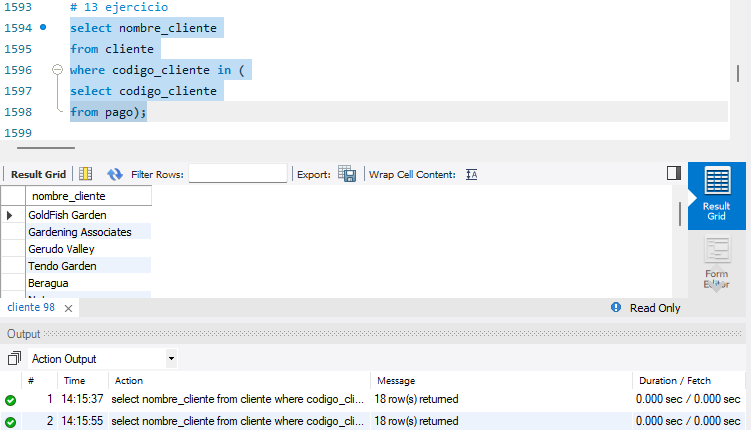 1593 # 13 ejercicio
1594 select nombre_cliente
1595 from cliente
1596 where codigo_cliente in (
1597 select codigo_cliente
1598 from pago);
1599
Result Grid Filter Rows: Export: Wrap Cell Content:
nombre_cliente
GoldFish Garden
Gardening Associates
Gerudo Valley
Tendo Garden
Beragua
Result
Grid
Form
Editor
cliente 98
Read Only
Output
Action Output
# Time Action Message Duration / Fetch
1 14:15:37 select nombre_cliente from cliente where codigo_cli... 18 row(s) returned 0.000 sec / 0.000 sec
2 14:15:55 select nombre_cliente from cliente where codigo_cli... 18 row(s) returned 0.000 sec / 0.000 sec